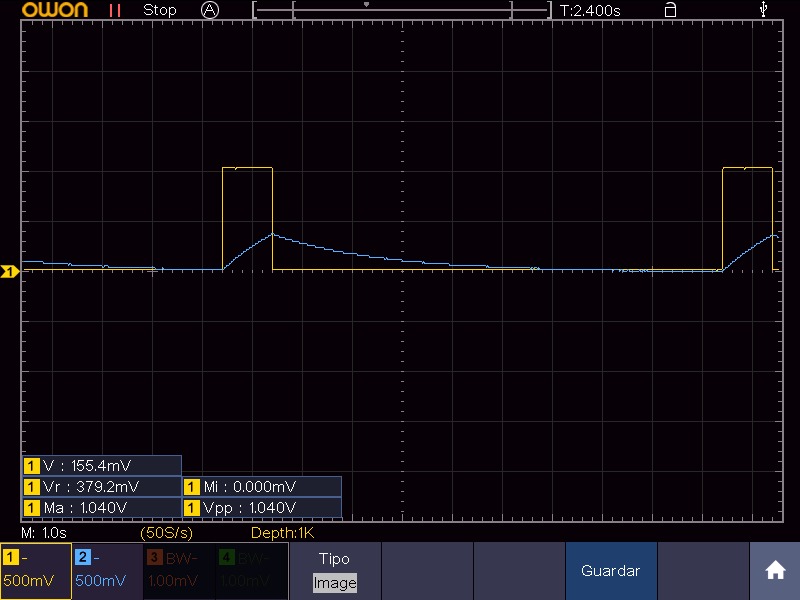 OWON Stop A T:2.400s
1
1 V : 155.4mV
1 Vr : 379.2mV 1 Mi : 0.000mV
1 Ma : 1.040V 1 Vpp : 1.040V
M: 1.0s (50S/s) Depth:1K
1 - 2 - 3 BW- 4 BW- Tipo
500mV 500mV 1.00mV 1.00mV Image Guardar